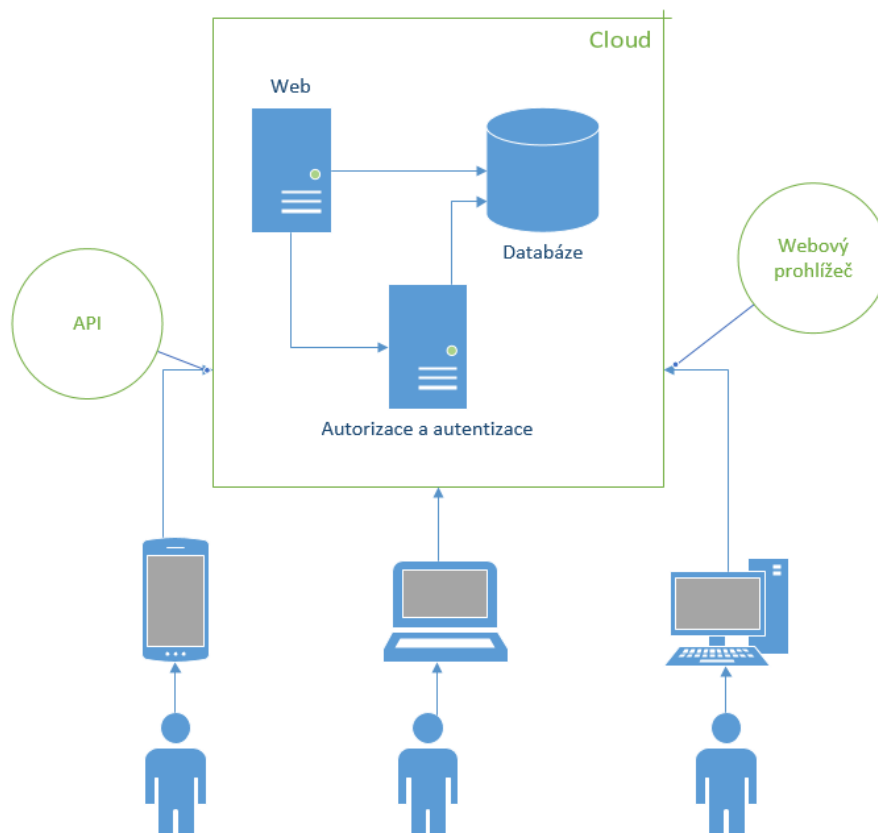 Cloud
Web
Databáze
Webový
prohlížeč
API
Autorizace a autentizace